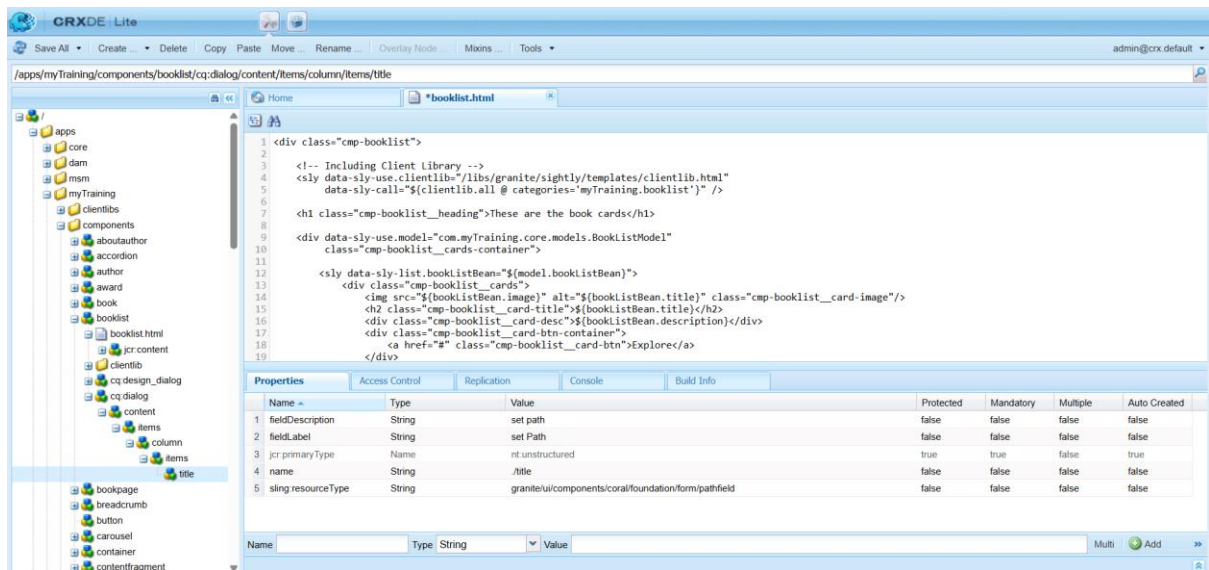 CRXDE | Lite
Save All Create ... Delete Copy Paste Move ... Rename ... Overlay Node ... Mixins ... Tools admin@crx.default
/apps/myTraining/components/booklist/cq:dialog/content/items/column/items/title
Home *booklist.html
/
apps
core
dam
msm
myTraining
clientlibs
components
aboutauthor
accordion
author
award
book
booklist
booklist.html
jcr:content
clientlib
cq:design_dialog
cq:dialog
content
items
column
items
title
bookpage
breadcrumb
button
carousel
container
contentfragment
1 <div class="cmp-booklist">
2
3 <!-- Including Client Library -->
4 <sly data-sly-use.clientlib="/libs/granite/sightly/templates/clientlib.html"
5 data-sly-call="${clientlib.all @ categories='myTraining.booklist'}" />
6
7 <h1 class="cmp-booklist__heading">These are the book cards</h1>
8
9 <div data-sly-use.model="com.myTraining.core.models.BookListModel"
10 class="cmp-booklist__cards-container">
11
12 <sly data-sly-list.bookListBean="${model.bookListBean}">
13 <div class="cmp-booklist__cards">
14 <img src="${bookListBean.image}" alt="${bookListBean.title}" class="cmp-booklist__card-image"/>
15 <h2 class="cmp-booklist__card-title">${bookListBean.title}</h2>
16 <div class="cmp-booklist__card-desc">${bookListBean.description}</div>
17 <div class="cmp-booklist__card-btn-container">
18 <a href="#" class="cmp-booklist__card-btn">Explore</a>
19 </div>
Properties Access Control Replication Console Build Info
Name Type Value Protected Mandatory Multiple Auto Created
1 fieldDescription String set path false false false false
2 fieldLabel String set Path false false false false
3 jcr:primaryType Name nt:unstructured true true false true
4 name String ./title false false false false
5 sling:resourceType String granite/ui/components/coral/foundation/form/pathfield false false false false
Name Type String Value Multi Add »